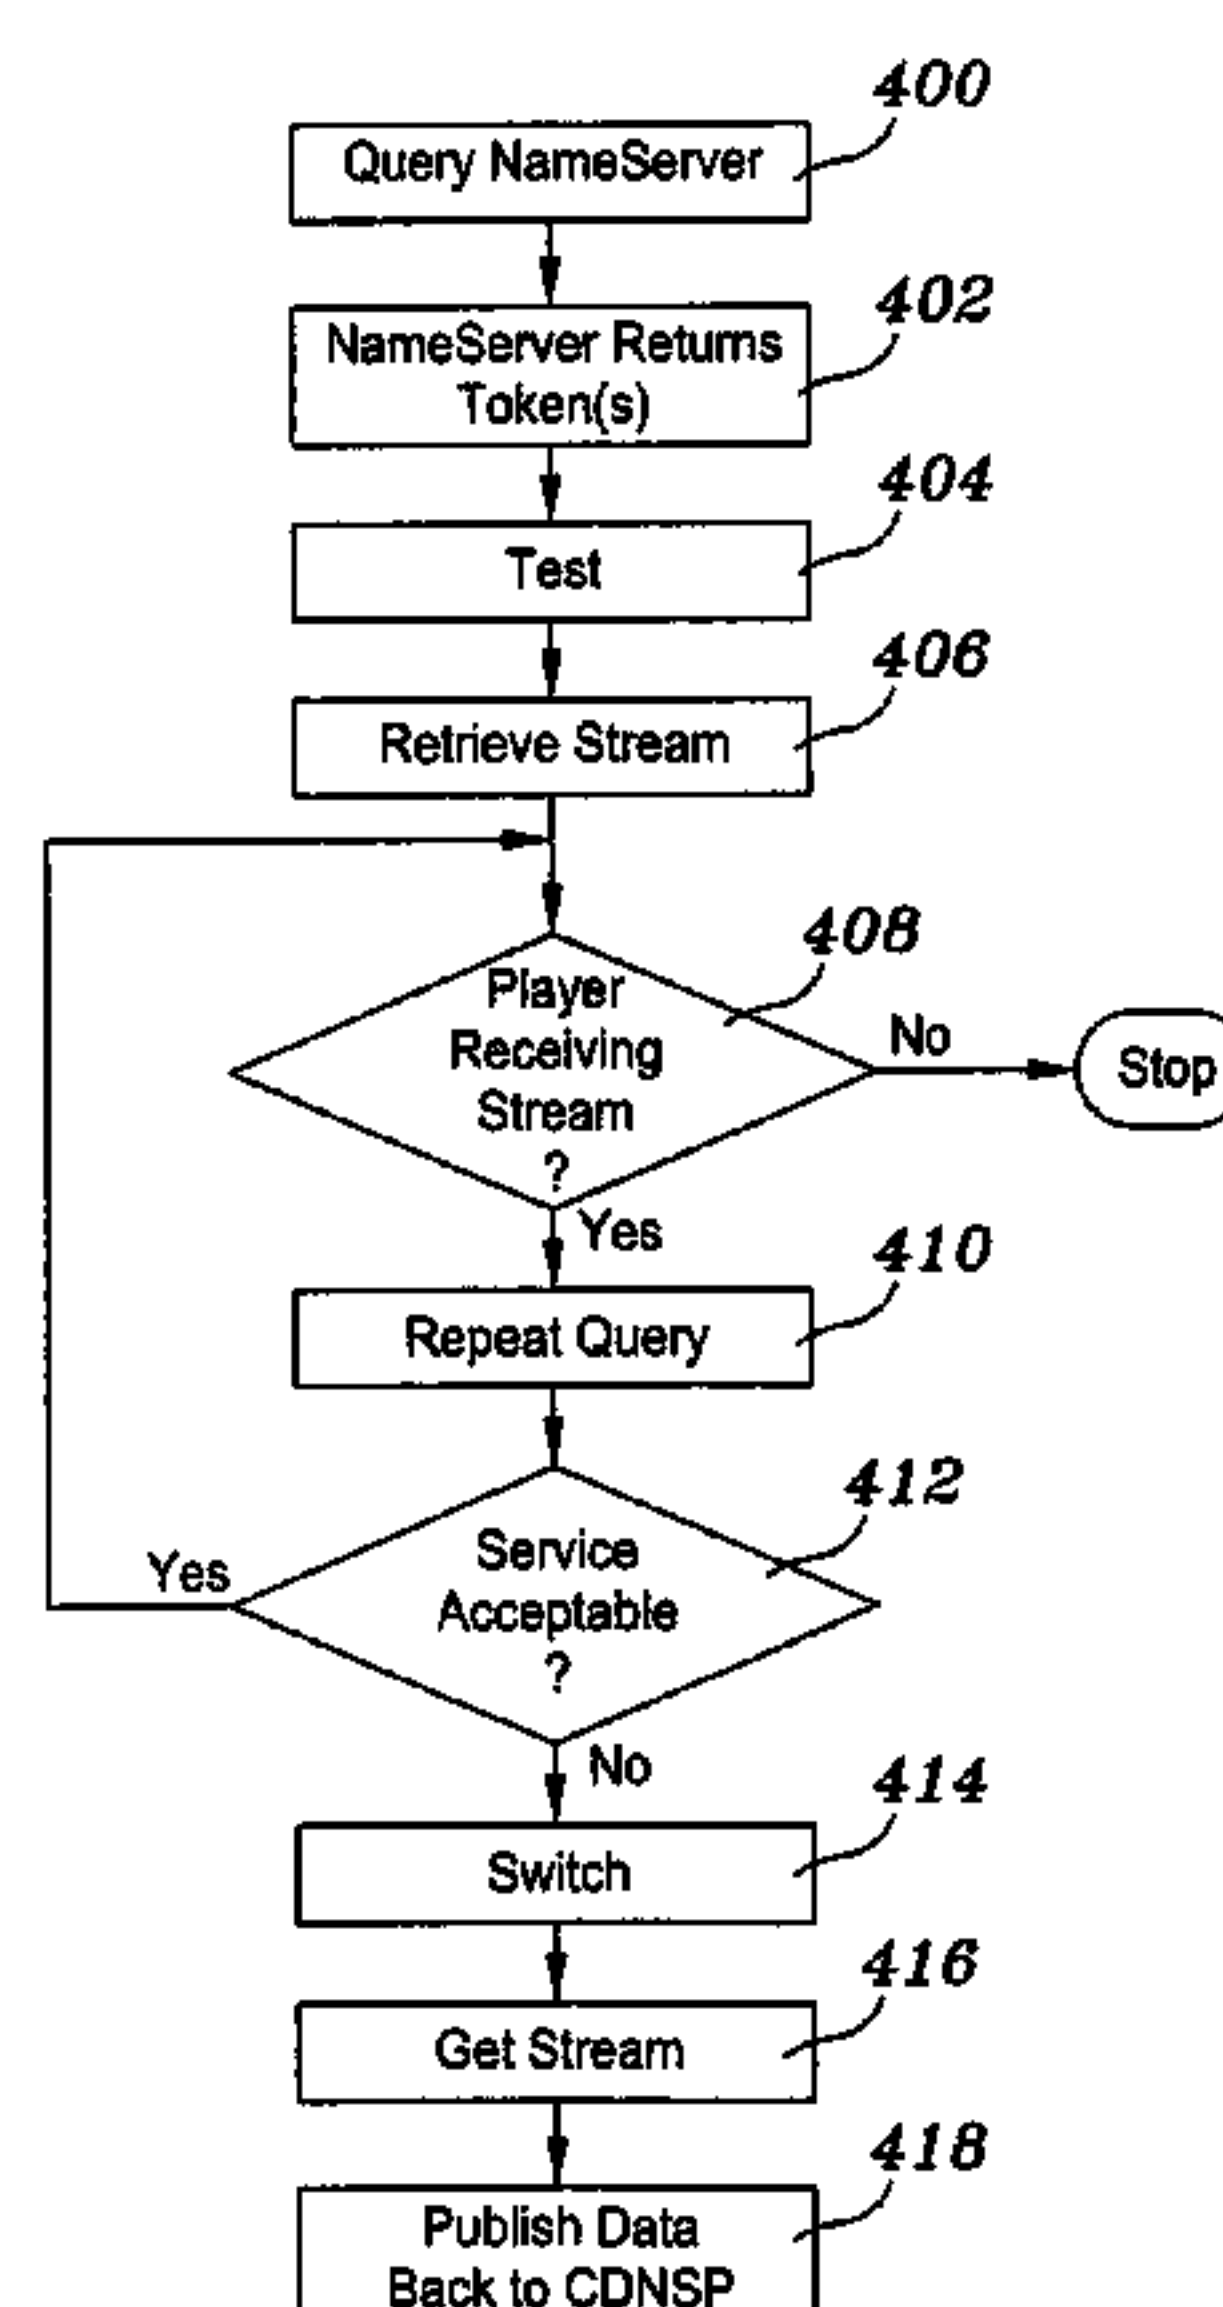 400
Query NameServer
402
NameServer Returns
Token(s)
404
Test
406
Retrieve Stream
408
Player
Receiving
Stream
?
No
Stop
Yes
410
Repeat Query
412
Service
Acceptable
?
Yes
No
414
Switch
416
Get Stream
418
Publish Data
Back to CDNSP